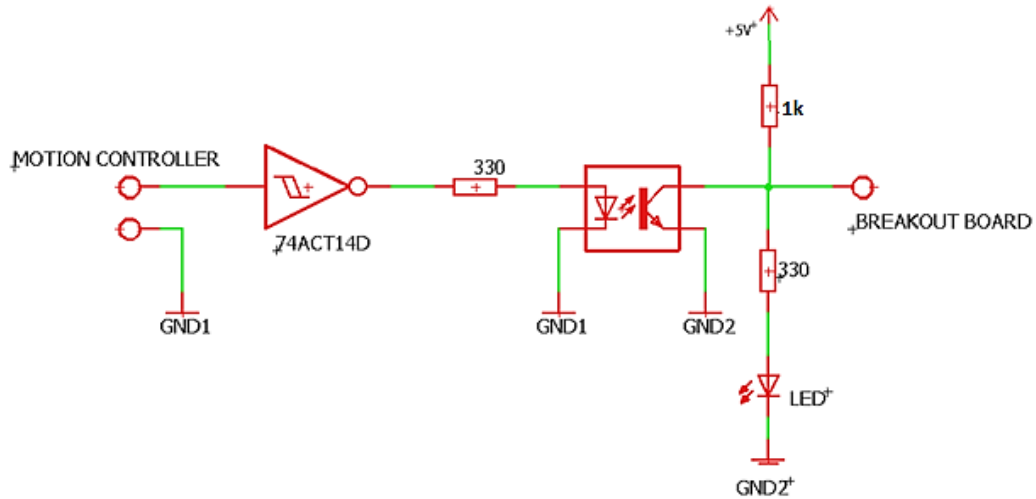 +5V
1k
MOTION CONTROLLER
330
74ACT14D
BREAKOUT BOARD
330
GND1
GND1
GND2
LED
GND2